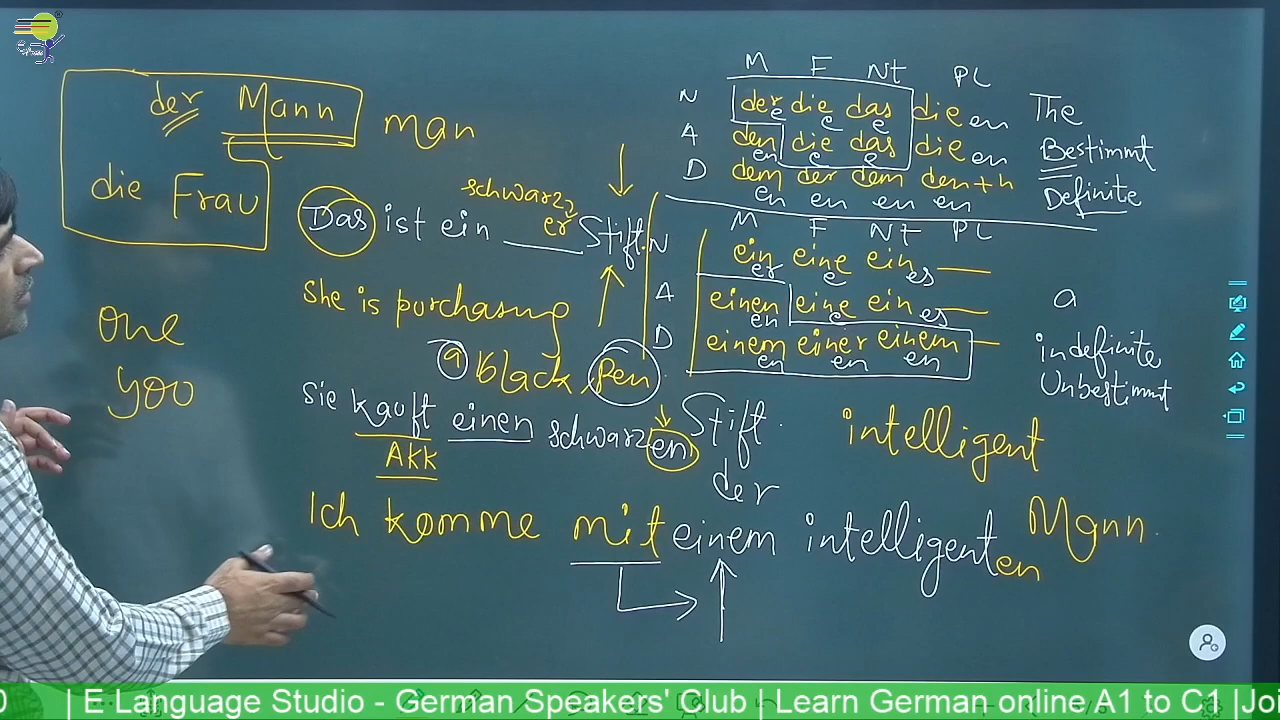 der Mann man
die Frau
Das ist ein ____ schwarz er Stift.
She is purchasing
a black Pen
sie kauft einen schwarzen Stift.
Akk
der
Ich komme mit einem intelligenten Mann.
one
you
M F Nt PL
N der e die e das e die en The
A den en die e das e die en Bestimmt
D dem en der en dem en den+n en Definite
M F Nt PL
N ein er eine e ein es —
A einen en eine e ein es — a
D einem en einer en einem en — indefinite
Unbestimmt
intelligent
| E Language Studio - German Speakers' Club | Learn German online A1 to C1 |Joi